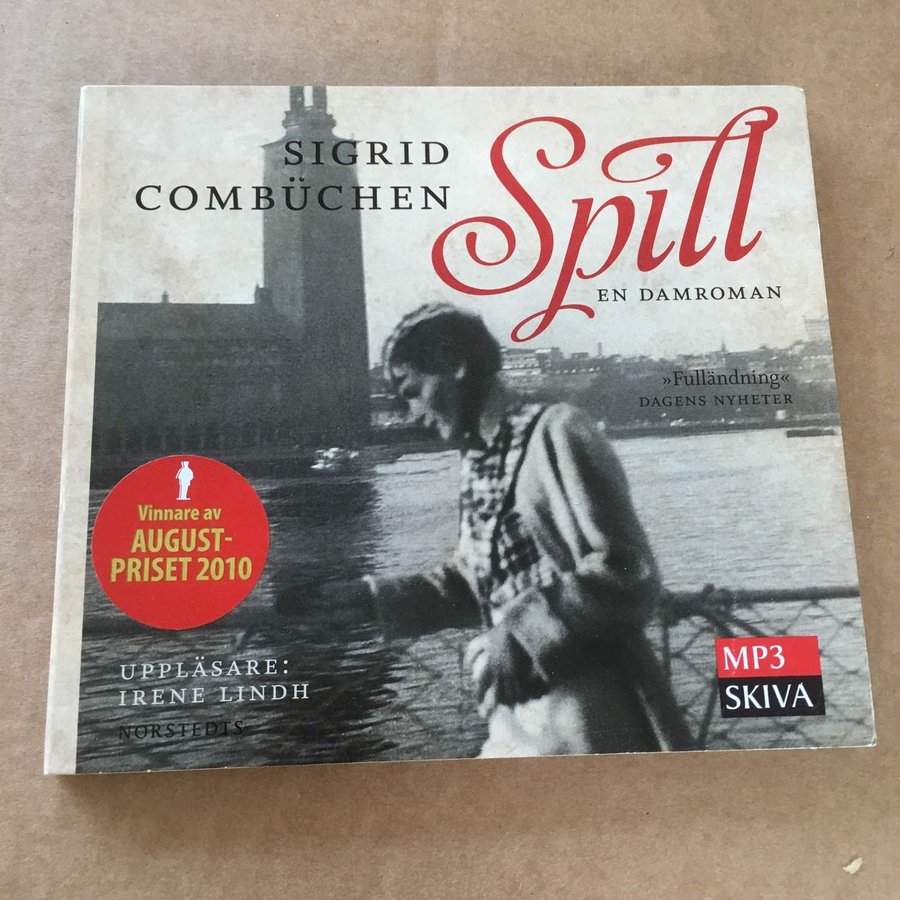 SIGRID
COMBÜCHEN
Spill
EN DAMROMAN
»Fulländning«
DAGENS NYHETER
Vinnare av
AUGUST-
PRISET 2010
UPPLÄSARE:
IRENE LINDH
NORSTEDTS
MP3
SKIVA